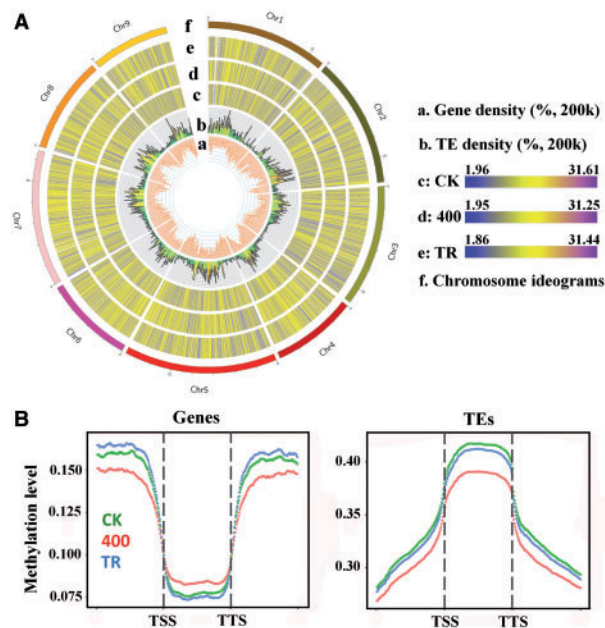 A
f
e
d
c
b
a
Chr1
Chr2
Chr3
Chr4
Chr5
Chr6
Chr7
Chr8
Chr9
a. Gene density (%, 200k)
b. TE density (%, 200k)
1.96 31.61
c: CK
1.95 31.25
d: 400
1.86 31.44
e: TR
f. Chromosome ideograms
B
Genes
TEs
Methylation level
0.150
0.125
0.100
0.075
CK
400
TR
TSS TTS
0.40
0.35
0.30
TSS TTS